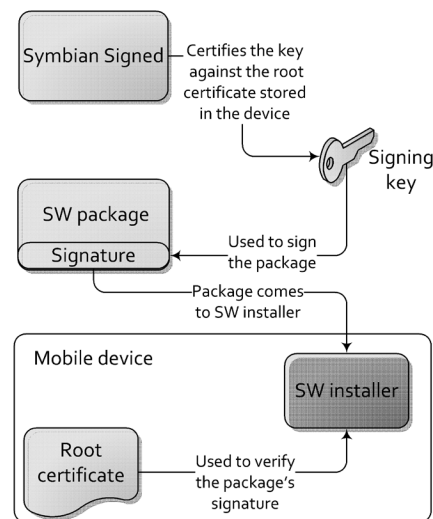 Symbian Signed
Certifies the key
against the root
certificate stored
in the device
Signing
key
SW package
Signature
Used to sign
the package
Package comes
to SW installer
Mobile device
SW installer
Root
certificate
Used to verify
the package's
signature